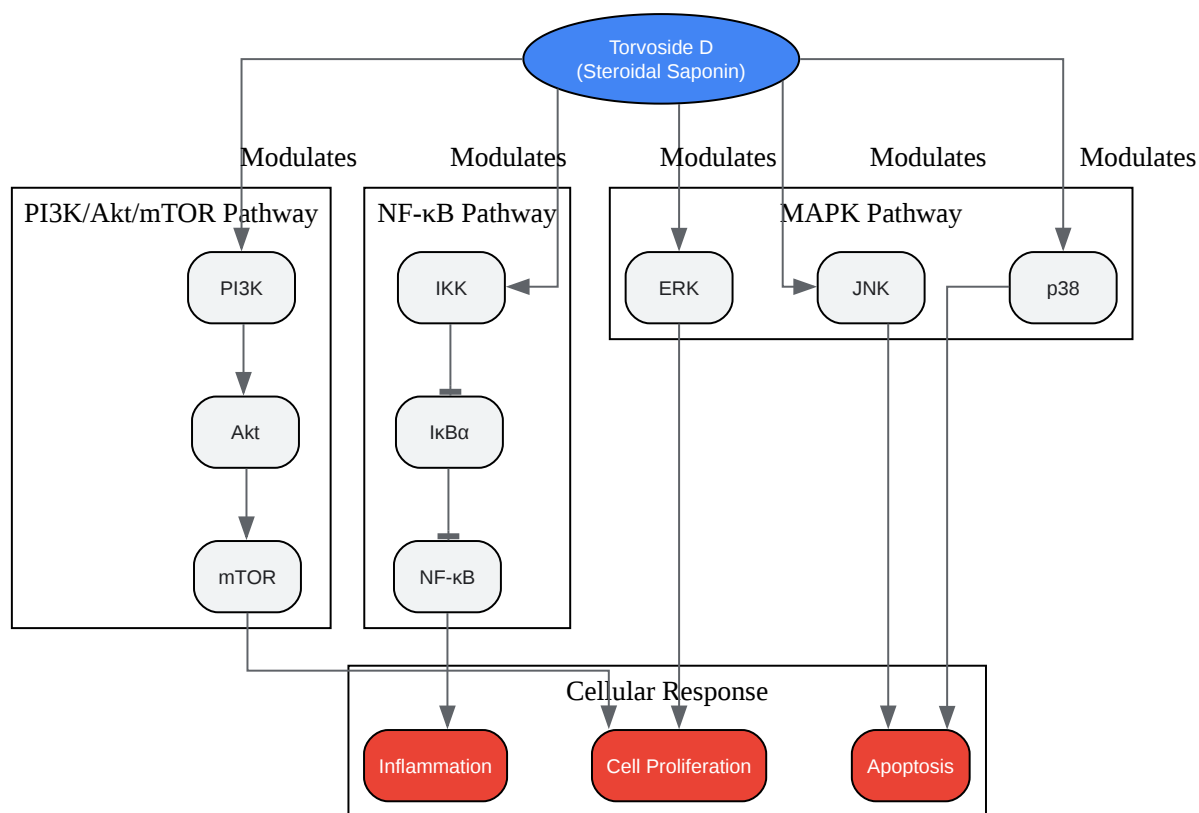 Torvoside D
(Steroidal Saponin)
Modulates
Modulates
Modulates
Modulates
Modulates
PI3K/Akt/mTOR Pathway
NF-κB Pathway
MAPK Pathway
PI3K
IKK
ERK
JNK
p38
Akt
IκBα
mTOR
NF-κB
Cellular Response
Inflammation
Cell Proliferation
Apoptosis